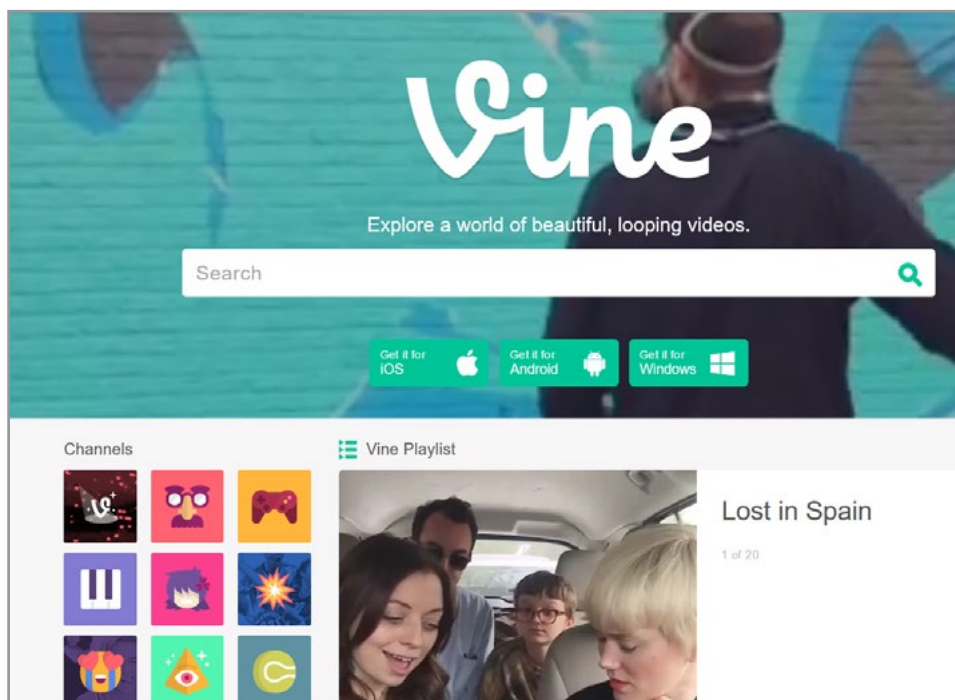 Vine
Explore a world of beautiful, looping videos.
Search
Get it for
iOS
Get it for
Android
Get it for
Windows
Channels
Vine Playlist
V
Lost in Spain
1 of 20